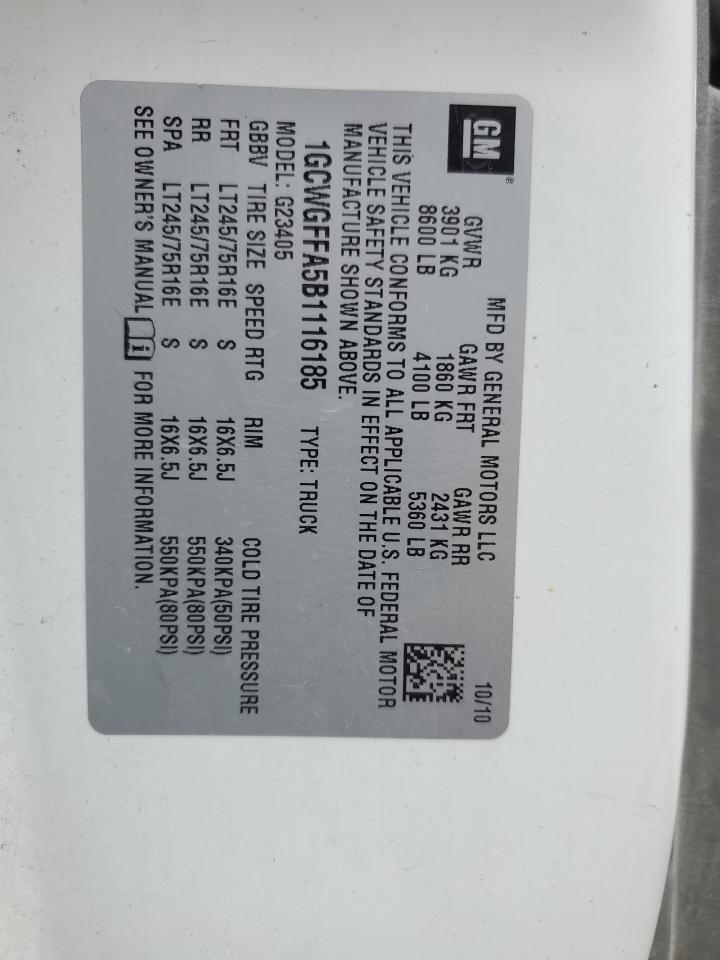 GM®
MFD BY GENERAL MOTORS LLC 10/10
GVWR GAWR FRT GAWR RR
3901 KG 1860 KG 2431 KG
8600 LB 4100 LB 5360 LB
THIS VEHICLE CONFORMS TO ALL APPLICABLE U.S. FEDERAL MOTOR
VEHICLE SAFETY STANDARDS IN EFFECT ON THE DATE OF
MANUFACTURE SHOWN ABOVE.
1GCWGFFA5B1116185 TYPE: TRUCK
MODEL: G23405
GBBV TIRE SIZE SPEED RTG RIM COLD TIRE PRESSURE
FRT LT245/75R16E S 16X6.5J 340KPA(50PSI)
RR LT245/75R16E S 16X6.5J 550KPA(80PSI)
SPA LT245/75R16E S 16X6.5J 550KPA(80PSI)
SEE OWNER'S MANUAL i FOR MORE INFORMATION.